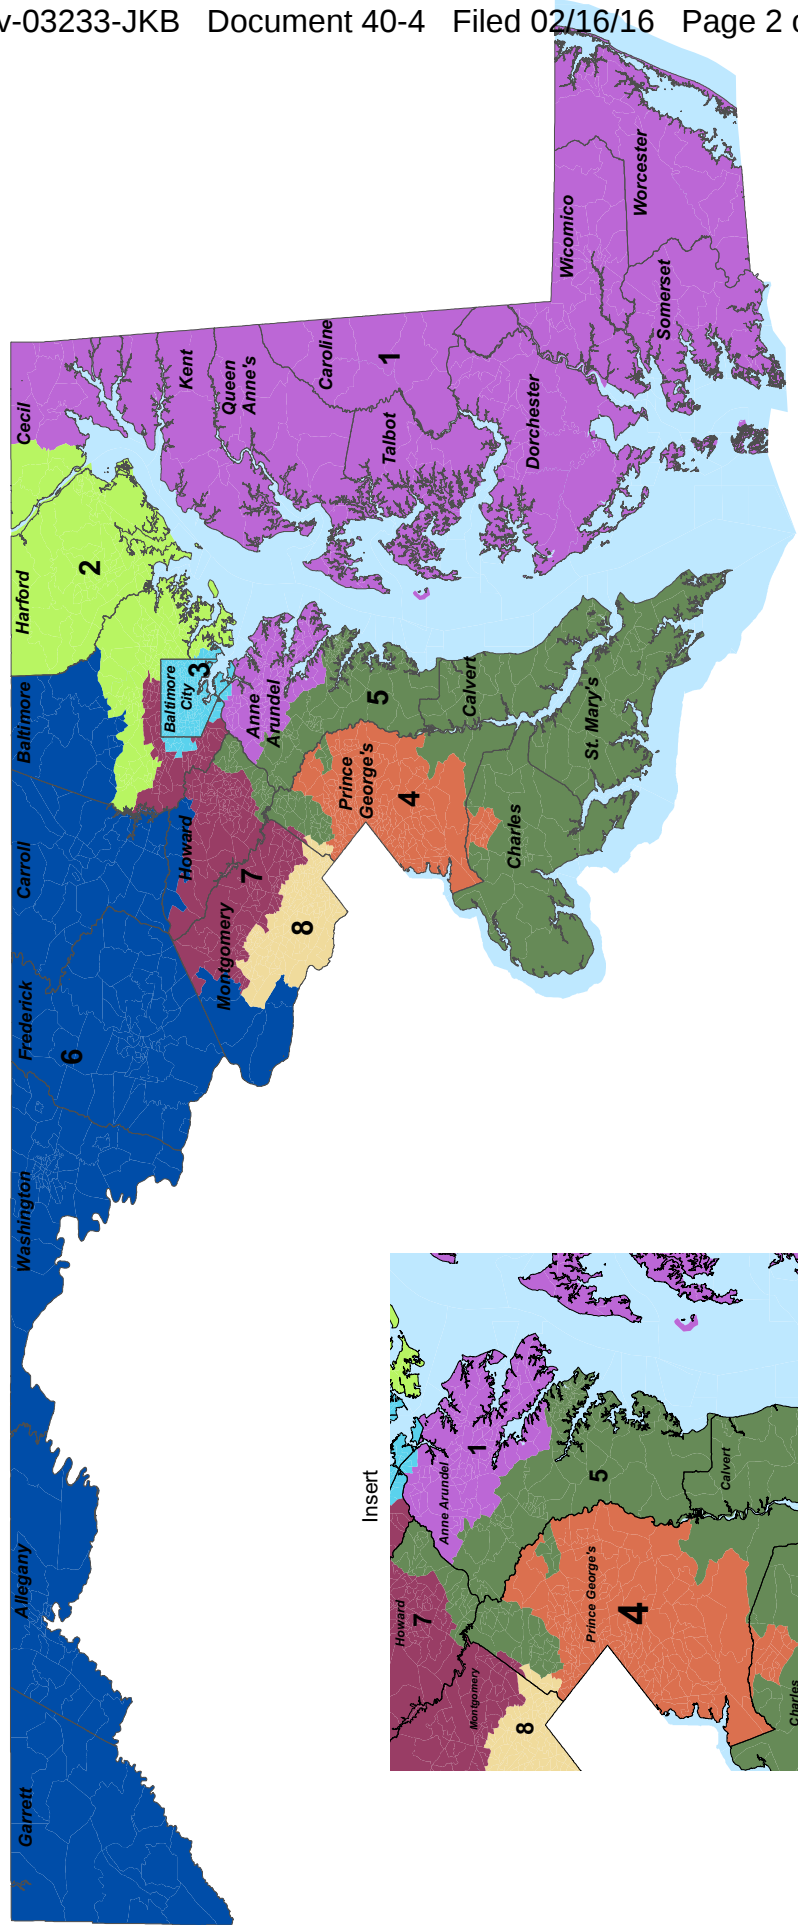 v-03233-JKB Document 40-4 Filed 02/16/16 Page 2 o
Garrett
Allegany
Washington
Frederick
6
Carroll
Baltimore
Harford
2
Cecil
Kent
Queen
Anne's
Caroline
1
Talbot
Dorchester
Wicomico
Worcester
Somerset
Baltimore
City
3
Anne
Arundel
Howard
7
Montgomery
8
Prince
George's
4
5
Calvert
Charles
St. Mary's
Insert
Howard
7
Montgomery
8
Anne Arundel
1
Prince George's
4
5
Calvert
Charles